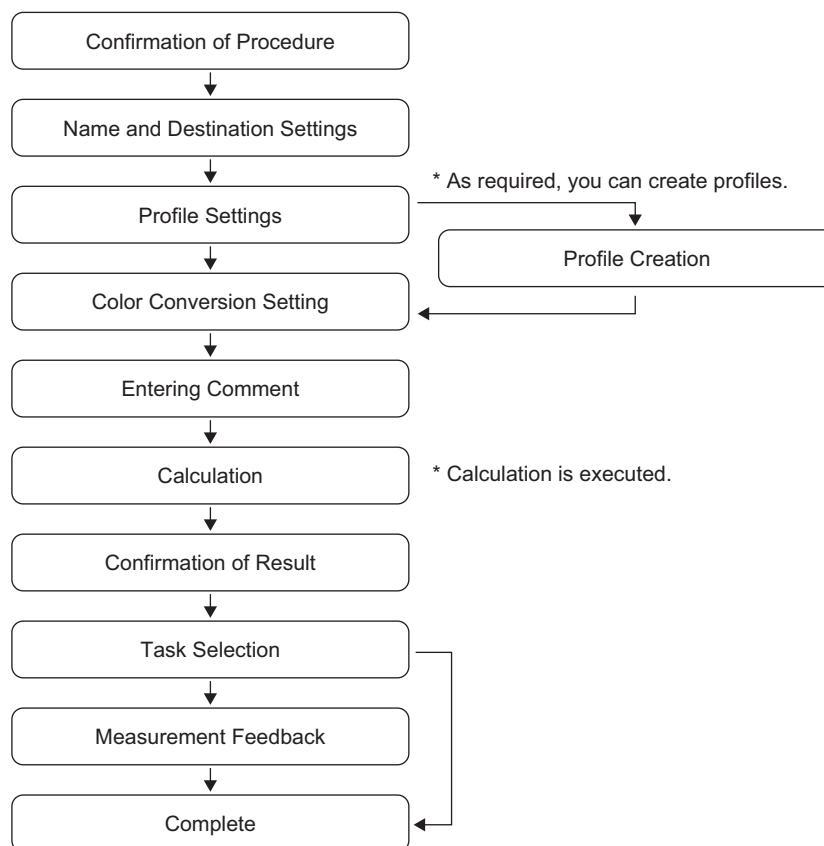 Confirmation of Procedure
Name and Destination Settings
* As required, you can create profiles.
Profile Settings
Profile Creation
Color Conversion Setting
Entering Comment
Calculation
* Calculation is executed.
Confirmation of Result
Task Selection
Measurement Feedback
Complete